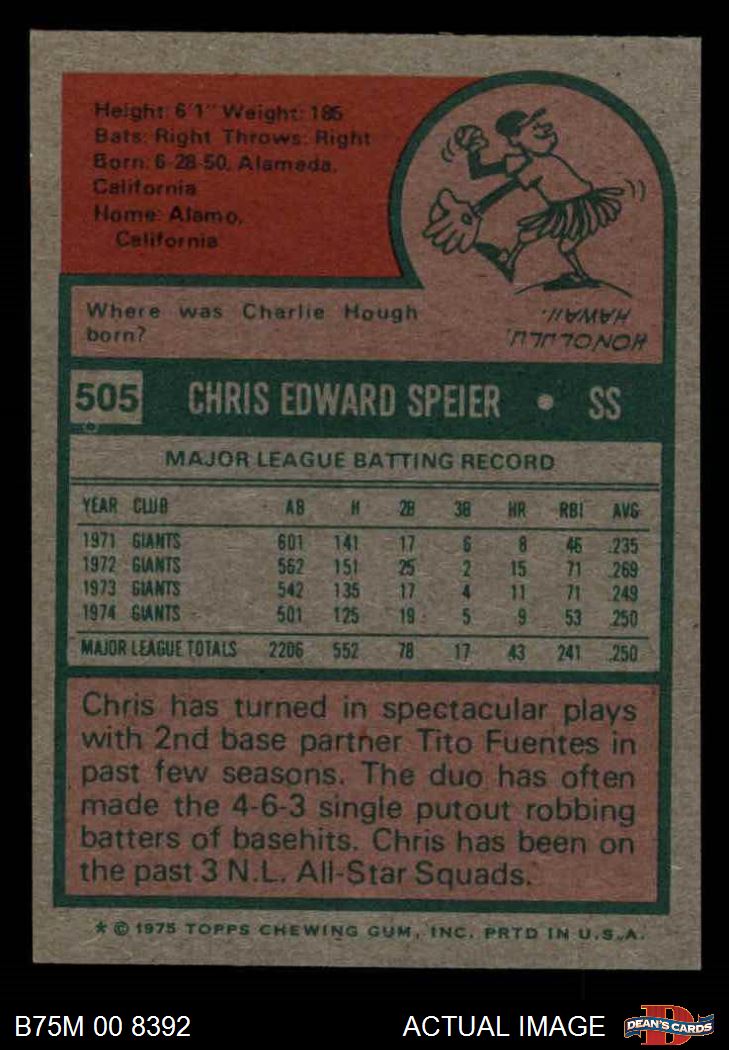 Height: 6'1" Weight: 185
Bats: Right Throws: Right
Born: 6-28-50, Alameda,
California
Home: Alamo,
California
Where was Charlie Hough
born?
HONOLULU,
HAWAII.
505 CHRIS EDWARD SPEIER • SS
MAJOR LEAGUE BATTING RECORD
YEAR CLUB AB H 2B 3B HR RBI AVG
1971 GIANTS 601 141 17 6 8 46 .235
1972 GIANTS 562 151 25 2 15 71 .269
1973 GIANTS 542 135 17 4 11 71 .249
1974 GIANTS 501 125 19 5 9 53 .250
MAJOR LEAGUE TOTALS 2206 552 78 17 43 241 .250
Chris has turned in spectacular plays
with 2nd base partner Tito Fuentes in
past few seasons. The duo has often
made the 4-6-3 single putout robbing
batters of basehits. Chris has been on
the past 3 N.L. All-Star Squads.
* © 1975 TOPPS CHEWING GUM, INC. PRTD IN U.S.A.
B75M 00 8392 ACTUAL IMAGE DEAN'S CARDS